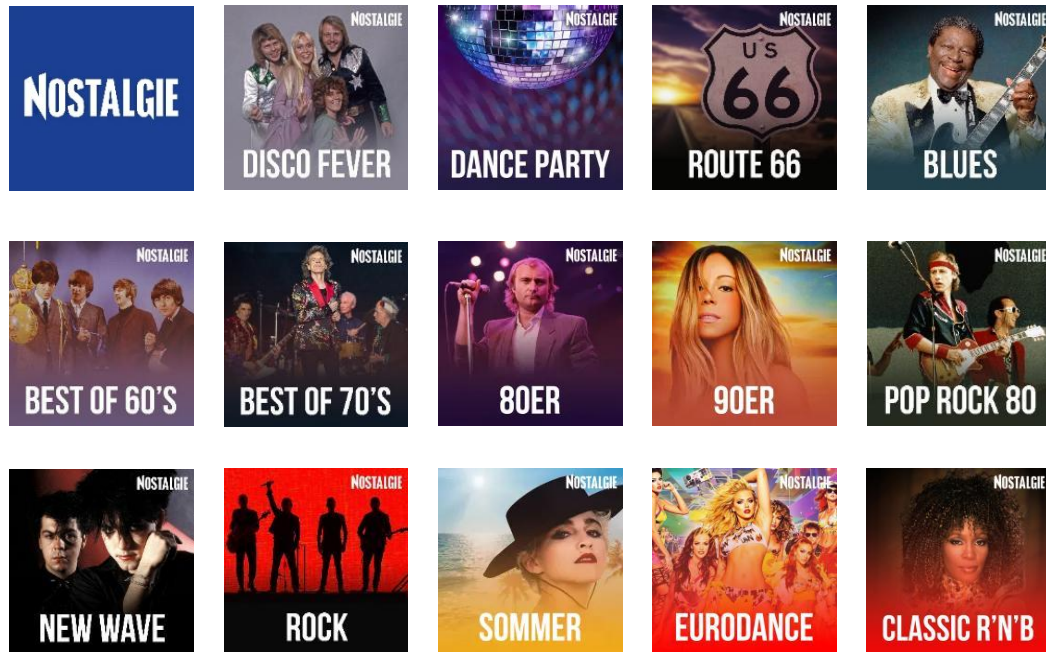 NOSTALGIE
NOSTALGIE
DISCO FEVER
NOSTALGIE
DANCE PARTY
NOSTALGIE
US
66
ROUTE 66
NOSTALGIE
BLUES
NOSTALGIE
BEST OF 60'S
NOSTALGIE
BEST OF 70'S
NOSTALGIE
80ER
NOSTALGIE
90ER
NOSTALGIE
POP ROCK 80
NOSTALGIE
NEW WAVE
NOSTALGIE
ROCK
NOSTALGIE
SOMMER
NOSTALGIE
EURODANCE
NOSTALGIE
CLASSIC R'N'B